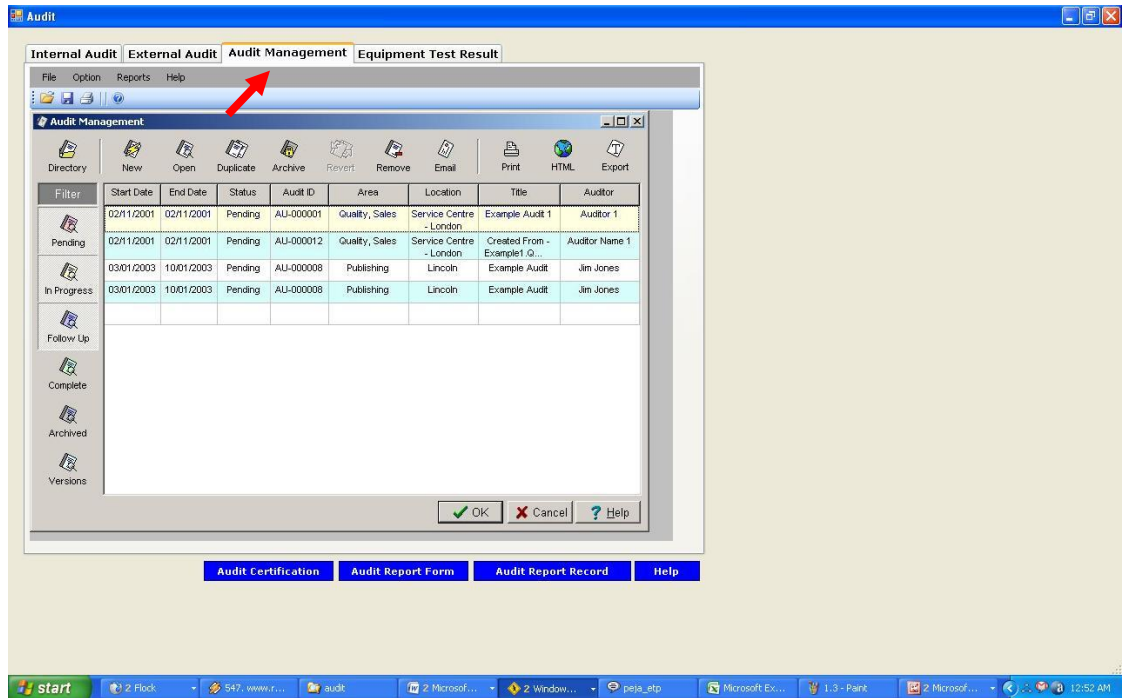 Audit
Internal Audit External Audit Audit Management Equipment Test Result
File Option Reports Help
Audit Management
Directory New Open Duplicate Archive Revert Remove Email Print HTML Export
Filter Start Date End Date Status Audit ID Area Location Title Auditor
02/11/2001 02/11/2001 Pending AU-000001 Quality, Sales Service Centre - London Example Audit 1 Auditor 1
Pending 02/11/2001 02/11/2001 Pending AU-000012 Quality, Sales Service Centre - London Created From - Example1.Q... Auditor Name 1
03/01/2003 10/01/2003 Pending AU-000008 Publishing Lincoln Example Audit Jim Jones
In Progress 03/01/2003 10/01/2003 Pending AU-000008 Publishing Lincoln Example Audit Jim Jones
Follow Up
Complete
Archived
Versions
OK Cancel Help
Audit Certification Audit Report Form Audit Report Record Help
start 2 Flock 547. www.r... audit 2 Microsof... 2 Window... peja_etp Microsoft Ex... 1.3 - Paint 2 Microsof... 12:52 AM